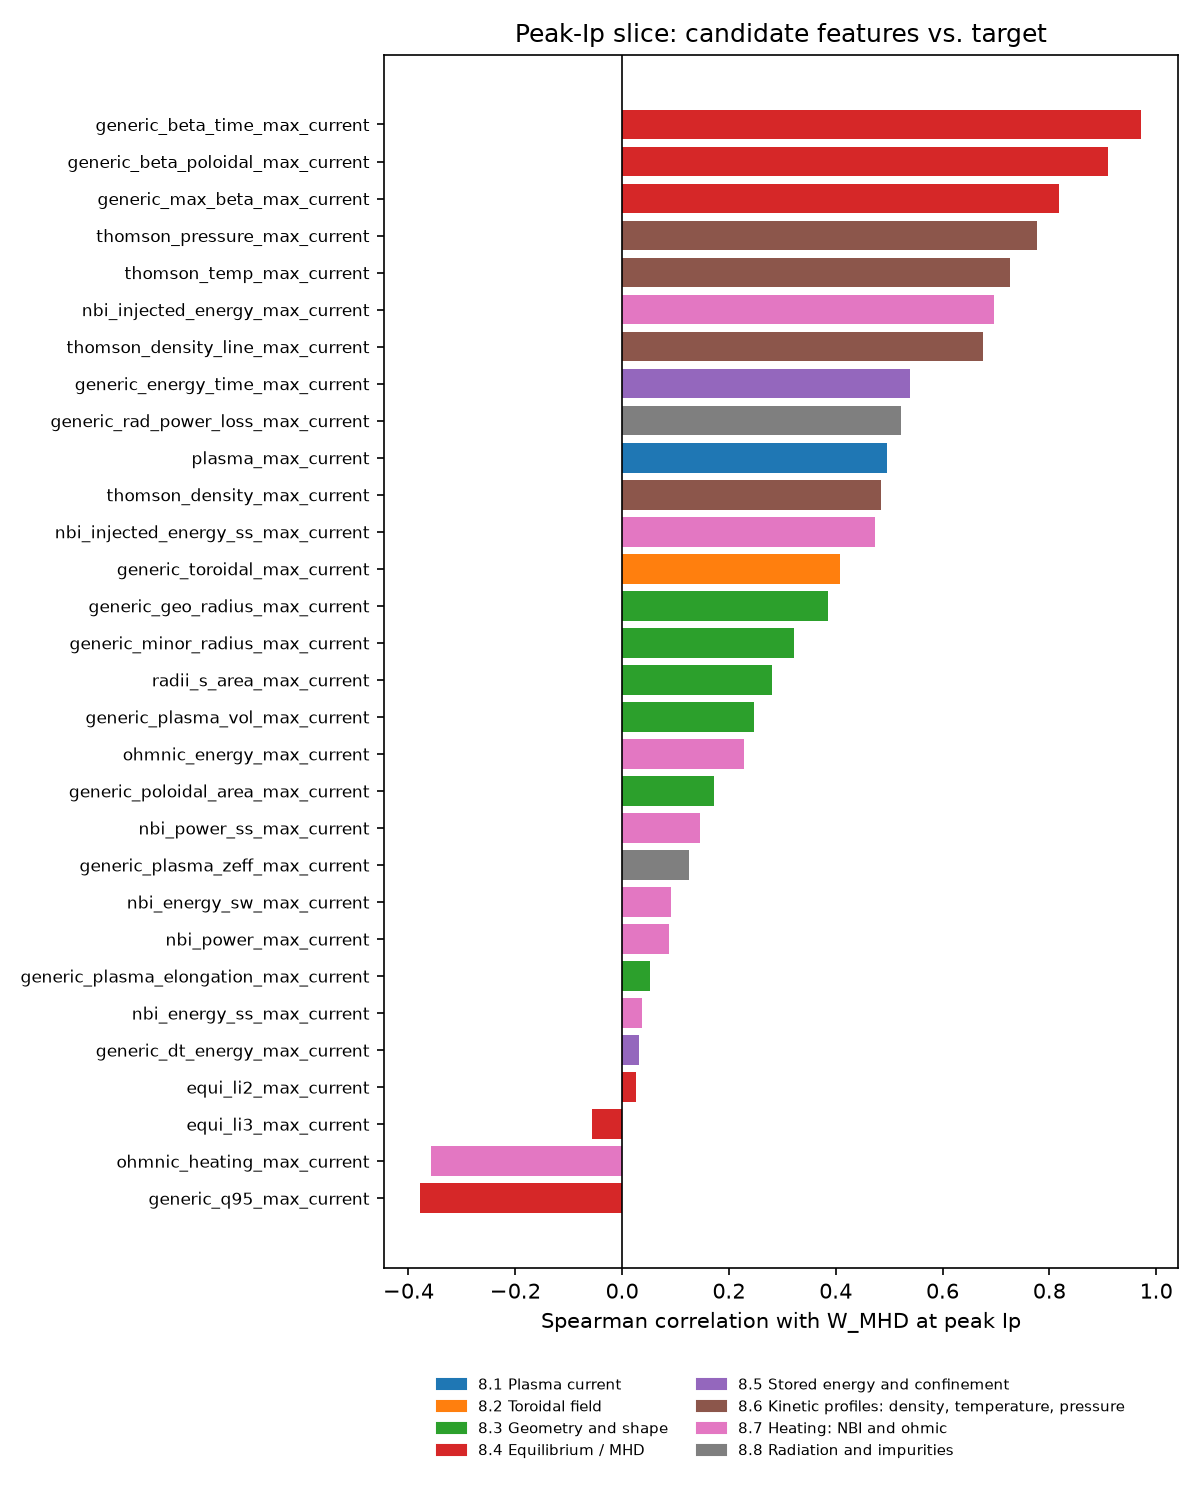 Peak-Ip slice: candidate features vs. target
generic_beta_time_max_current
generic_beta_poloidal_max_current
generic_max_beta_max_current
thomson_pressure_max_current
thomson_temp_max_current
nbi_injected_energy_max_current
thomson_density_line_max_current
generic_energy_time_max_current
generic_rad_power_loss_max_current
plasma_max_current
thomson_density_max_current
nbi_injected_energy_ss_max_current
generic_toroidal_max_current
generic_geo_radius_max_current
generic_minor_radius_max_current
radii_s_area_max_current
generic_plasma_vol_max_current
ohmnic_energy_max_current
generic_poloidal_area_max_current
nbi_power_ss_max_current
generic_plasma_zeff_max_current
nbi_energy_sw_max_current
nbi_power_max_current
generic_plasma_elongation_max_current
nbi_energy_ss_max_current
generic_dt_energy_max_current
equi_li2_max_current
equi_li3_max_current
ohmnic_heating_max_current
generic_q95_max_current
−0.4 −0.2 0.0 0.2 0.4 0.6 0.8 1.0
Spearman correlation with W_MHD at peak Ip
8.1 Plasma current
8.2 Toroidal field
8.3 Geometry and shape
8.4 Equilibrium / MHD
8.5 Stored energy and confinement
8.6 Kinetic profiles: density, temperature, pressure
8.7 Heating: NBI and ohmic
8.8 Radiation and impurities